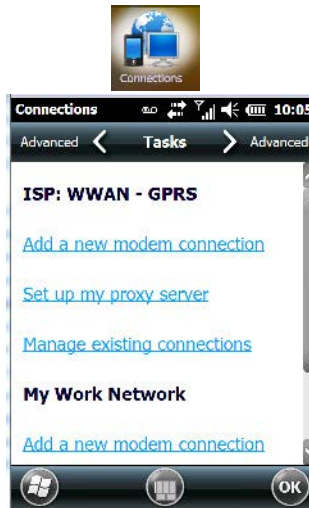 Connections
Connections 10:05
Advanced Tasks Advanced
ISP: WWAN - GPRS
Add a new modem connection
Set up my proxy server
Manage existing connections
My Work Network
Add a new modem connection
OK